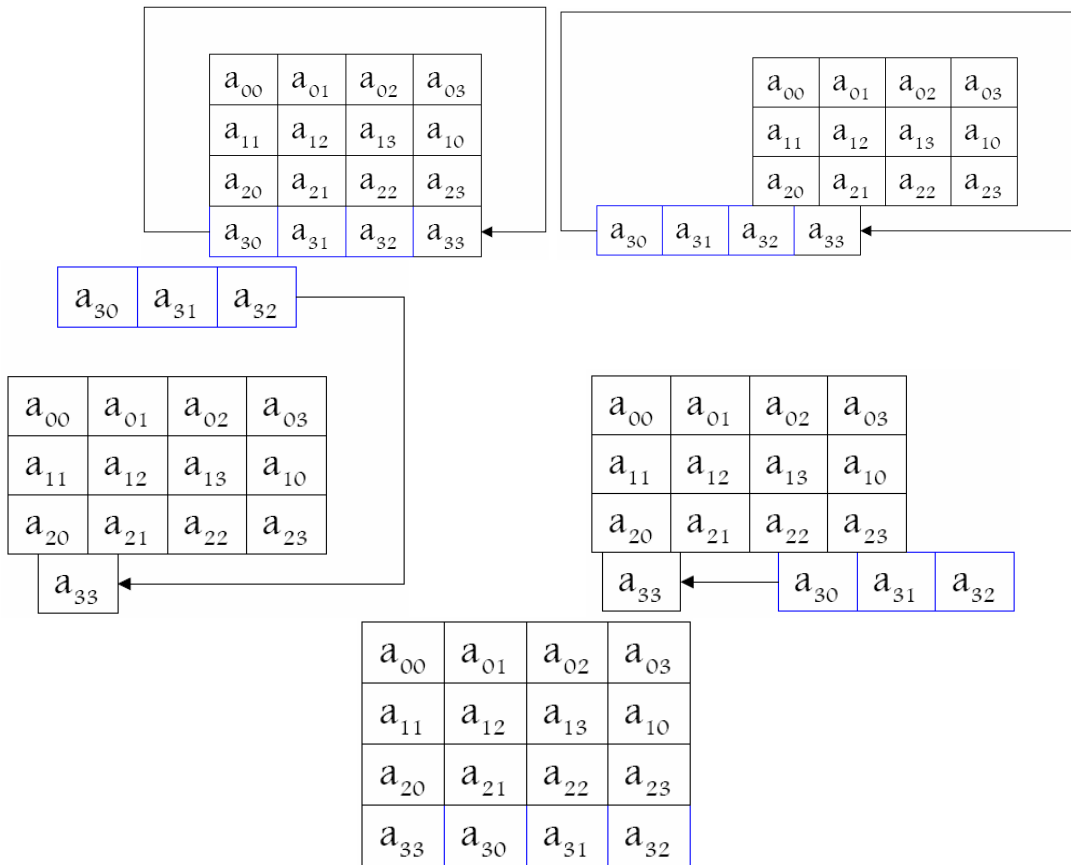 a₀₀ a₀₁ a₀₂ a₀₃
a₁₁ a₁₂ a₁₃ a₁₀
a₂₀ a₂₁ a₂₂ a₂₃
a₃₀ a₃₁ a₃₂ a₃₃
a₀₀ a₀₁ a₀₂ a₀₃
a₁₁ a₁₂ a₁₃ a₁₀
a₂₀ a₂₁ a₂₂ a₂₃
a₃₀ a₃₁ a₃₂ a₃₃
a₃₀ a₃₁ a₃₂
a₀₀ a₀₁ a₀₂ a₀₃
a₁₁ a₁₂ a₁₃ a₁₀
a₂₀ a₂₁ a₂₂ a₂₃
a₃₃
a₀₀ a₀₁ a₀₂ a₀₃
a₁₁ a₁₂ a₁₃ a₁₀
a₂₀ a₂₁ a₂₂ a₂₃
a₃₃ a₃₀ a₃₁ a₃₂
a₀₀ a₀₁ a₀₂ a₀₃
a₁₁ a₁₂ a₁₃ a₁₀
a₂₀ a₂₁ a₂₂ a₂₃
a₃₃ a₃₀ a₃₁ a₃₂